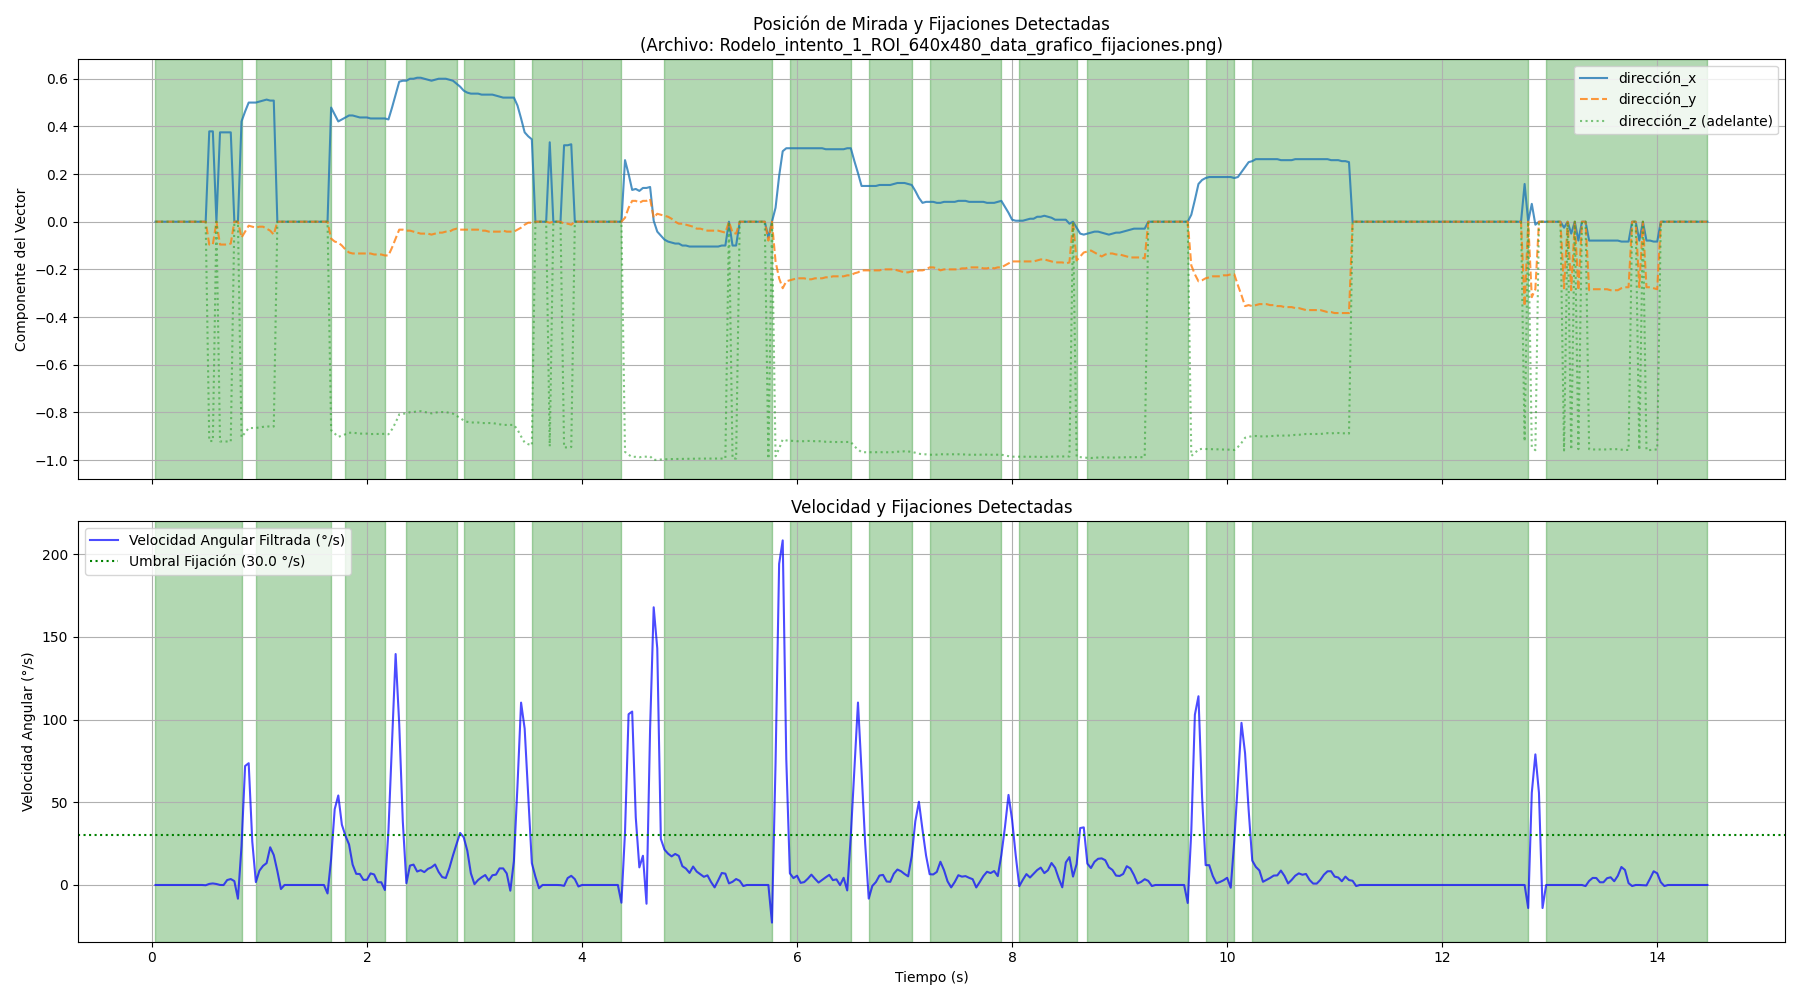 Posición de Mirada y Fijaciones Detectadas
(Archivo: Rodelo_intento_1_ROI_640x480_data_grafico_fijaciones.png)
Componente del Vector
0.6
0.4
0.2
0.0
−0.2
−0.4
−0.6
−0.8
−1.0
dirección_x
dirección_y
dirección_z (adelante)
Velocidad y Fijaciones Detectadas
Velocidad Angular (°/s)
200
150
100
50
0
Velocidad Angular Filtrada (°/s)
Umbral Fijación (30.0 °/s)
0 2 4 6 8 10 12 14
Tiempo (s)